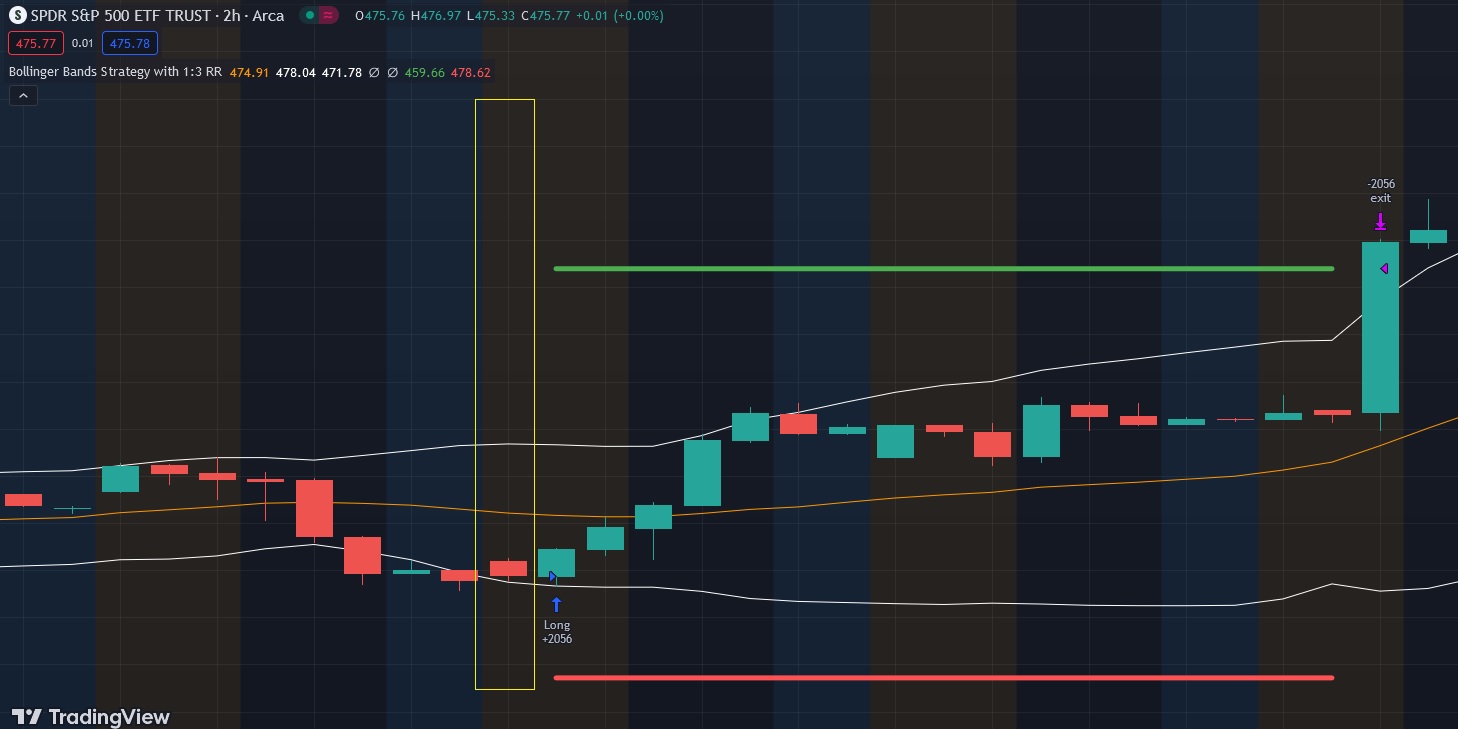 S SPDR S&P 500 ETF TRUST · 2h · Arca O475.76 H476.97 L475.33 C475.77 +0.01 (+0.00%)
475.77 0.01 475.78
Bollinger Bands Strategy with 1:3 RR 474.91 478.04 471.78 ∅ ∅ 459.66 478.62
-2056
exit
Long
+2056
TradingView